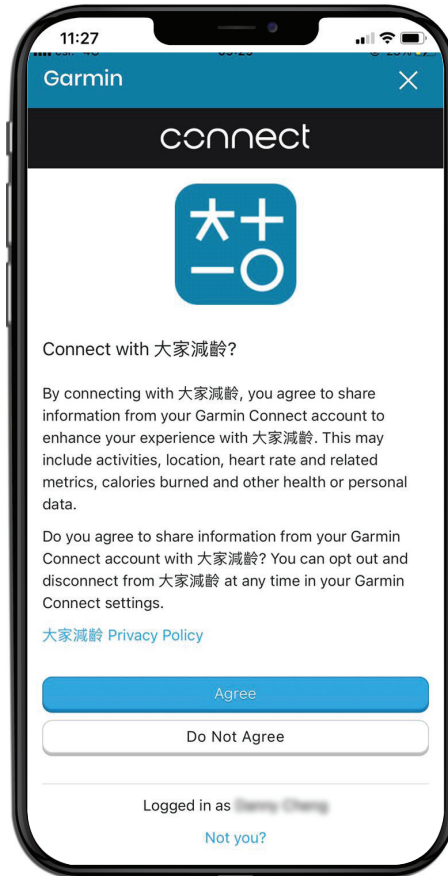 11:27
Garmin
connect
Connect with 大家減齡?
By connecting with 大家減齡, you agree to share
information from your Garmin Connect account to
enhance your experience with 大家減齡. This may
include activities, location, heart rate and related
metrics, calories burned and other health or personal
data.
Do you agree to share information from your Garmin
Connect account with 大家減齡? You can opt out and
disconnect from 大家減齡 at any time in your Garmin
Connect settings.
大家減齡 Privacy Policy
Agree
Do Not Agree
Logged in as
Not you?